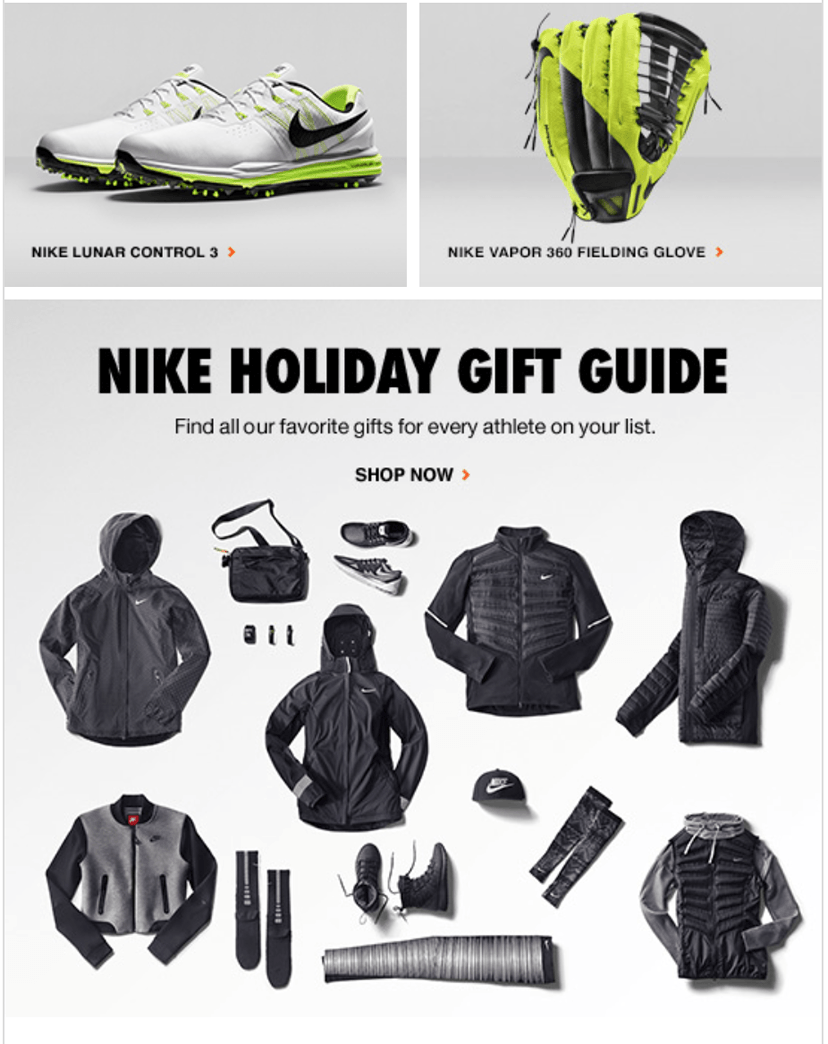 NIKE LUNAR CONTROL 3 >
NIKE VAPOR 360 FIELDING GLOVE >
NIKE HOLIDAY GIFT GUIDE
Find all our favorite gifts for every athlete on your list.
SHOP NOW >
NIKE